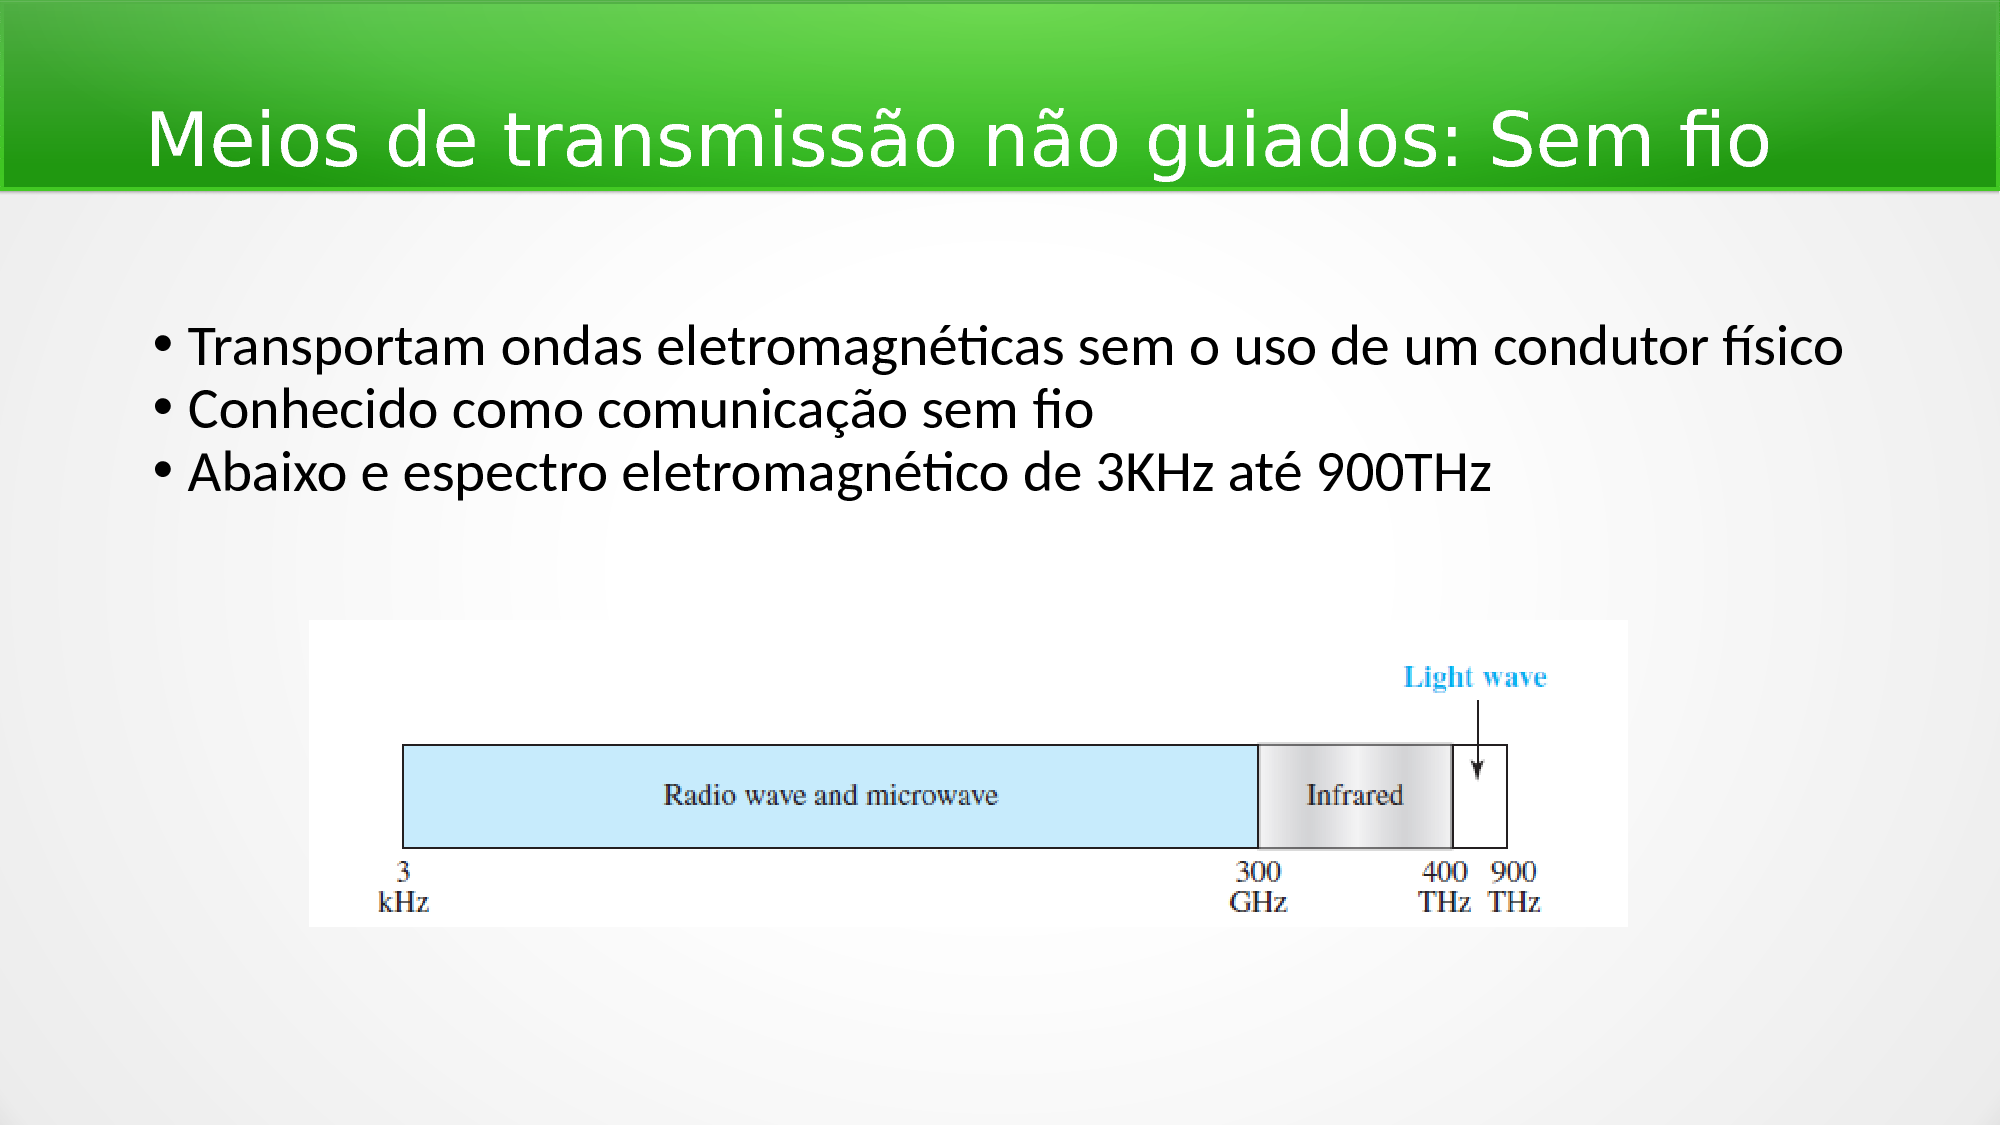 Meios de transmissão não guiados: Sem fio
• Transportam ondas eletromagnéticas sem o uso de um condutor físico
• Conhecido como comunicação sem fio
• Abaixo e espectro eletromagnético de 3KHz até 900THz
Light wave
Radio wave and microwave
Infrared
3 kHz
300 GHz
400 THz
900 THz